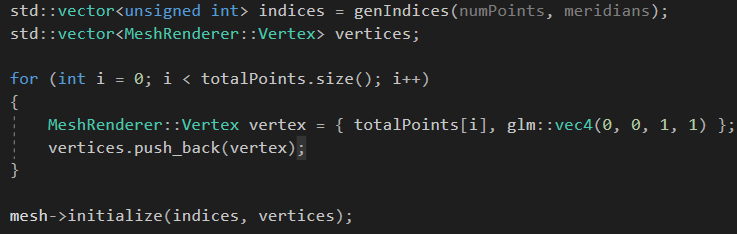 std::vector<unsigned int> indices = genIndices(numPoints, meridians);
std::vector<MeshRenderer::Vertex> vertices;
for (int i = 0; i < totalPoints.size(); i++)
{
MeshRenderer::Vertex vertex = { totalPoints[i], glm::vec4(0, 0, 1, 1) };
vertices.push_back(vertex);
}
mesh->initialize(indices, vertices);